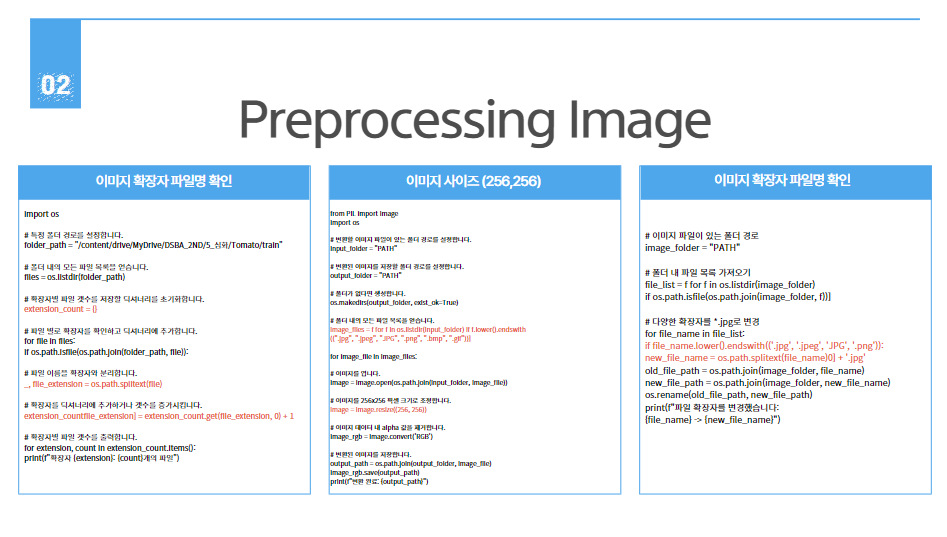 02
Preprocessing Image
이미지 확장자 파일명 확인
import os
# 특정 폴더 경로를 설정합니다.
folder_path = "/content/drive/MyDrive/DSBA_2ND/5_심화/Tomato/train"
# 폴더 내의 모든 파일 목록을 얻습니다.
files = os.listdir(folder_path)
# 확장자별 파일 갯수를 저장할 딕셔너리를 초기화합니다.
extension_count = {}
# 파일 별로 확장자를 확인하고 딕셔너리에 추가합니다.
for file in files:
if os.path.isfile(os.path.join(folder_path, file)):
# 파일 이름을 확장자와 분리합니다.
_, file_extension = os.path.splitext(file)
# 확장자를 딕셔너리에 추가하거나 갯수를 증가시킵니다.
extension_count[file_extension] = extension_count.get(file_extension, 0) + 1
# 확장자별 파일 갯수를 출력합니다.
for extension, count in extension_count.items():
print(f"확장자 {extension}: {count}개의 파일")
이미지 사이즈 (256,256)
from PIL import Image
import os
# 변환할 이미지 파일이 있는 폴더 경로를 설정합니다.
input_folder = "PATH"
# 변환된 이미지를 저장할 폴더 경로를 설정합니다.
output_folder = "PATH"
# 폴더가 없다면 생성합니다.
os.makedirs(output_folder, exist_ok=True)
# 폴더 내의 모든 파일 목록을 얻습니다.
image_files = f for f in os.listdir(input_folder) if f.lower().endswith
((".jpg", ".jpeg", "JPG", ".png", ".bmp", ".gif"))]
for image_file in image_files:
# 이미지를 엽니다.
image = Image.open(os.path.join(input_folder, image_file))
# 이미지를 256x256 픽셀 크기로 조정합니다.
image = image.resize((256, 256))
# 이미지 데이터 내 alpha 값을 제거합니다.
image_rgb = image.convert('RGB')
# 변환된 이미지를 저장합니다.
output_path = os.path.join(output_folder, image_file)
image_rgb.save(output_path)
print(f"변환 완료: {output_path}")
이미지 확장자 파일명 확인
# 이미지 파일이 있는 폴더 경로
image_folder = "PATH"
# 폴더 내 파일 목록 가져오기
file_list = f for f in os.listdir(image_folder)
if os.path.isfile(os.path.join(image_folder, f))]
# 다양한 확장자를 *.jpg로 변경
for file_name in file_list:
if file_name.lower().endswith(('.jpg', '.jpeg', 'JPG', '.png')):
new_file_name = os.path.splitext(file_name)0] + '.jpg'
old_file_path = os.path.join(image_folder, file_name)
new_file_path = os.path.join(image_folder, new_file_name)
os.rename(old_file_path, new_file_path)
print(f"파일 확장자를 변경했습니다:
{file_name} -> {new_file_name}")